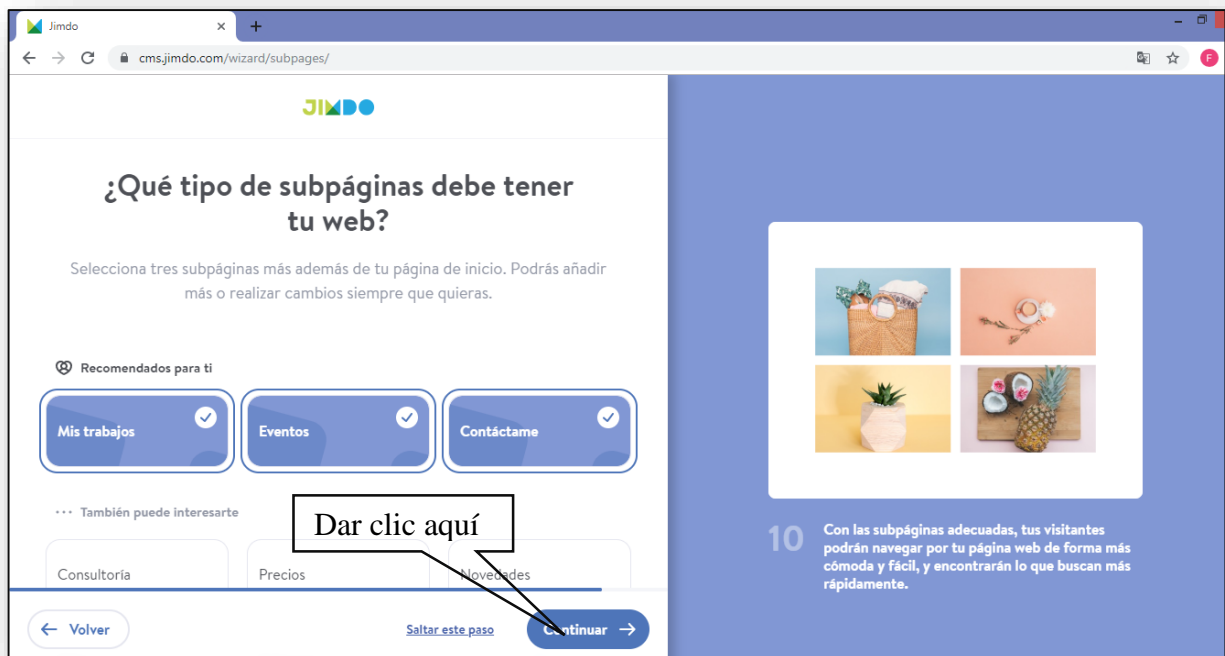 Jimdo
cms.jimdo.com/wizard/subpages/
F
JIMDO
¿Qué tipo de subpáginas debe tener
tu web?
Selecciona tres subpáginas más además de tu página de inicio. Podrás añadir
más o realizar cambios siempre que quieras.
Recomendados para ti
Mis trabajos
Eventos
Contáctame
También puede interesarte
Dar clic aquí
Consultoría
Precios
Novedades
Volver
Saltar este paso
Continuar
10
Con las subpáginas adecuadas, tus visitantes
podrán navegar por tu página web de forma más
cómoda y fácil, y encontrarán lo que buscan más
rápidamente.